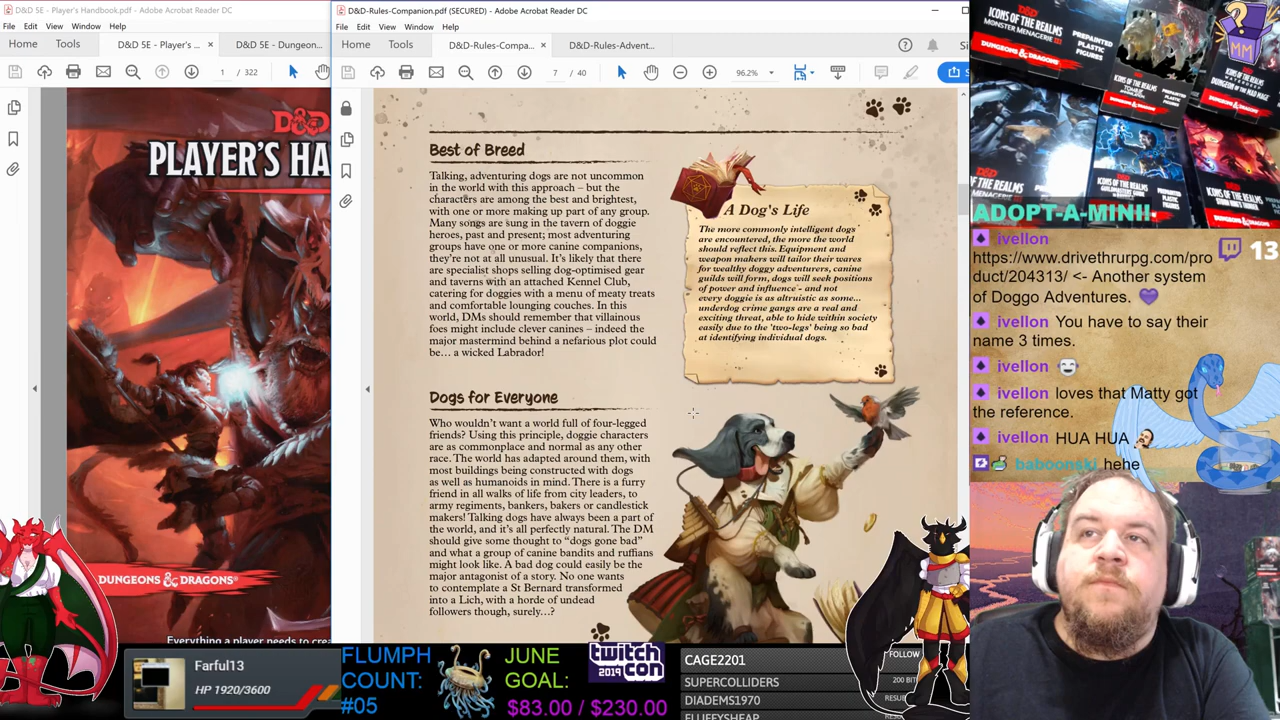 D&D 5E - Player's Handbook.pdf - Adobe Acrobat Reader DC
File Edit View Window Help
Home Tools D&D 5E - Player's ... × D&D 5E - Dungeon...
1 / 322
D&D
PLAYER'S HA
DUNGEONS & DRAGONS®
Everything a player needs to crea
D&D-Rules-Companion.pdf (SECURED) - Adobe Acrobat Reader DC
File Edit View Window Help
Home Tools D&D-Rules-Compa... × D&D-Rules-Advent...
Si
7 / 40
96.2%
Best of Breed
Talking, adventuring dogs are not uncommon
in the world with this approach – but the
characters are among the best and brightest,
with one or more making up part of any group.
Many songs are sung in the tavern of doggie
heroes, past and present; most adventuring
groups have one or more canine companions,
they're not at all unusual. It's likely that there
are specialist shops selling dog-optimised gear
and taverns with an attached Kennel Club,
catering for doggies with a menu of meaty treats
and comfortable lounging couches. In this
world, DMs should remember that villainous
foes might include clever canines – indeed the
major mastermind behind a nefarious plot could
be… a wicked Labrador!
Dogs for Everyone
Who wouldn't want a world full of four-legged
friends? Using this principle, doggie characters
are as commonplace and normal as any other
race. The world has adapted around them, with
most buildings being constructed with dogs
as well as humanoids in mind. There is a furry
friend in all walks of life from city leaders, to
army regiments, bankers, bakers or candlestick
makers! Talking dogs have always been a part of
the world, and it's all perfectly natural. The DM
should give some thought to “dogs gone bad”
and what a group of canine bandits and ruffians
might look like. A bad dog could easily be the
major antagonist of a story. No one wants
to contemplate a St Bernard transformed
into a Lich, with a horde of undead
followers though, surely…?
A Dog's Life
The more commonly intelligent dogs
are encountered, the more the world
should reflect this. Equipment and
weapon makers will tailor their wares
for wealthy doggy adventurers, canine
guilds will form, dogs will seek positions
of power and influence - and not
every doggie is as altruistic as some...
underdog crime gangs are a real and
exciting threat, able to hide within society
easily due to the 'two-legs' being so bad
at identifying individual dogs.
ICONS OF THE REALMS
MONSTER MENAGERIE III
DUNGEONS & DRAGONS
PREPAINTED
PLASTIC
FIGURES
MM
ADOPT-A-MINI!
13
ivellon
https://www.drivethrurpg.com/pro
duct/204313/ <- Another system
of Doggo Adventures.
ivellon You have to say their
name 3 times.
ivellon
ivellon loves that Matty got
the reference.
ivellon HUA HUA
baboonski hehe
Farful13
HP 1920/3600
FLUMPH
COUNT:
#05
JUNE
GOAL:
$83.00 / $230.00
twitch
con
2019
CAGE2201
SUPERCOLLIDERS
DIADEMS1970
FLUFFYSHEAP
FOLLOW
200 BIT
RESUB